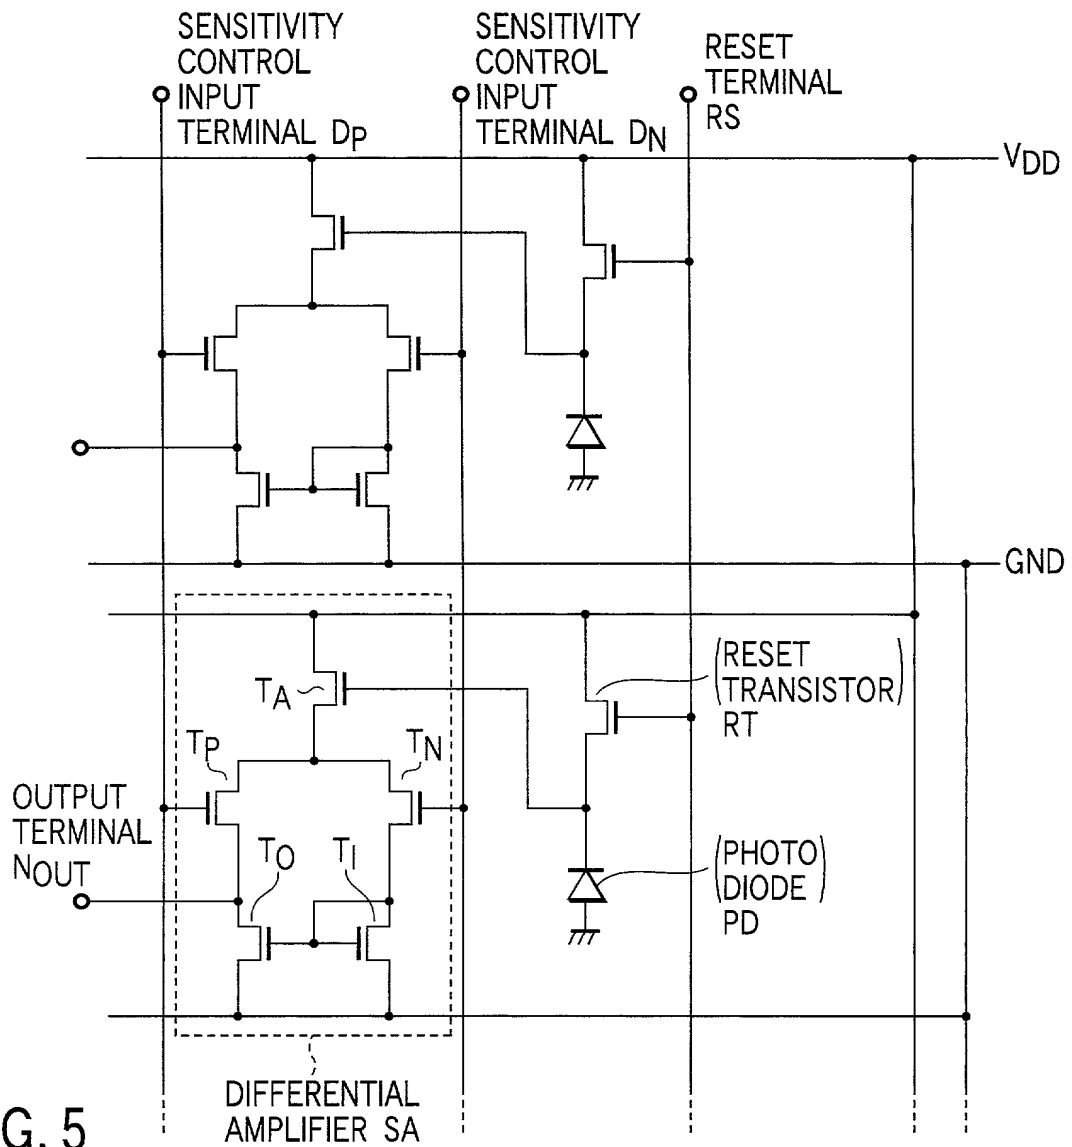 SENSITIVITY
CONTROL
INPUT
TERMINAL DP
SENSITIVITY
CONTROL
INPUT
TERMINAL DN
RESET
TERMINAL
RS
VDD
GND
TA
(RESET
TRANSISTOR)
RT
TP
TN
OUTPUT
TERMINAL
NOUT
TO
TI
(PHOTO
DIODE)
PD
DIFFERENTIAL
AMPLIFIER SA
G. 5